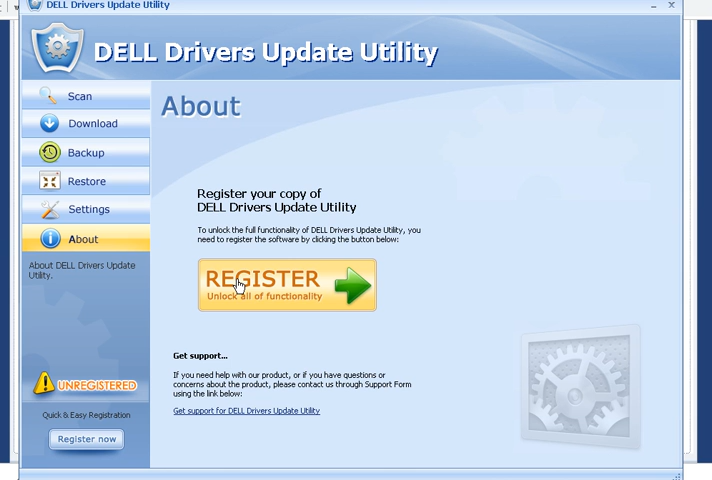 DELL Drivers Update Utility
DELL Drivers Update Utility
Scan
Download
Backup
Restore
Settings
About
About DELL Drivers Update
Utility.
UNREGISTERED
Quick & Easy Registration
Register now
About
Register your copy of
DELL Drivers Update Utility
To unlock the full functionality of DELL Drivers Update Utility, you
need to register the software by clicking the button below:
REGISTER
Unlock all of functionality
Get support...
If you need help with our product, or if you have questions or
concerns about the product, please contact us through Support Form
using the link below:
Get support for DELL Drivers Update Utility